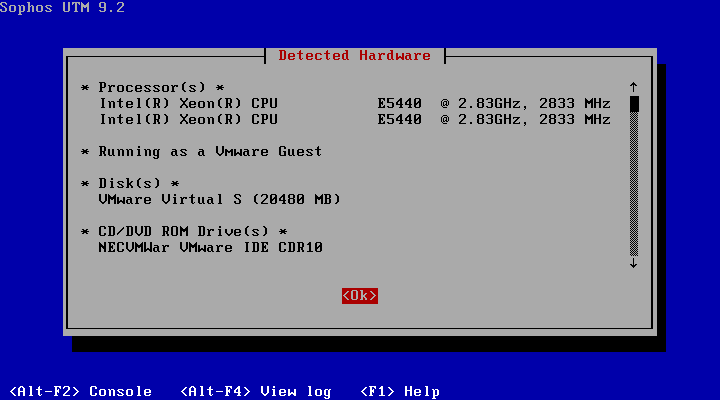 Sophos UTM 9.2
Detected Hardware
* Processor(s) *
Intel(R) Xeon(R) CPU           E5440  @ 2.83GHz, 2833 MHz
Intel(R) Xeon(R) CPU           E5440  @ 2.83GHz, 2833 MHz
* Running as a Vmware Guest
* Disk(s) *
VMware Virtual S (20480 MB)
* CD/DVD ROM Drive(s) *
NECVMWar VMware IDE CDR10
<Ok>
<Alt-F2> Console   <Alt-F4> View log   <F1> Help